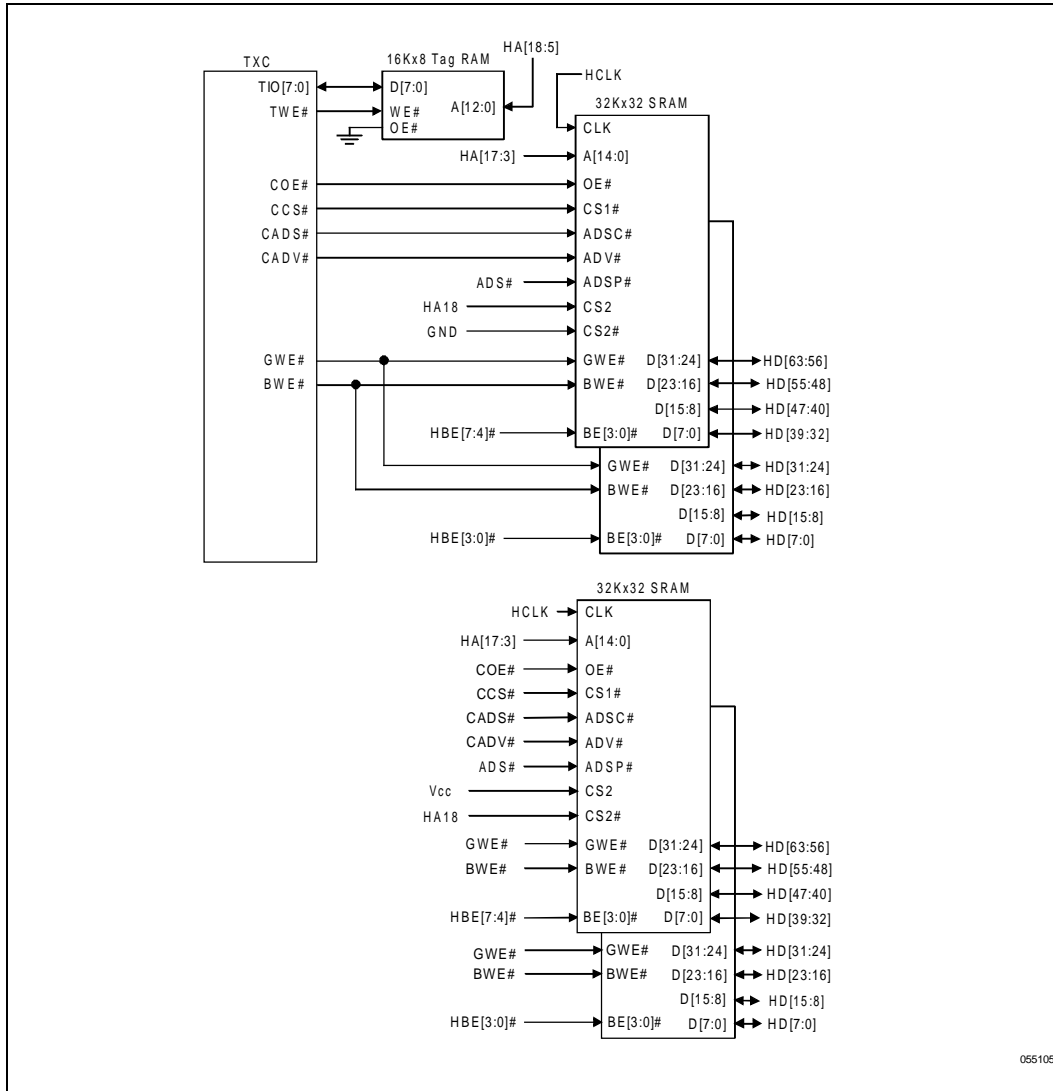 HA[18:5]
TXC
16Kx8 Tag RAM
HCLK
TIO[7:0] D[7:0]
A[12:0]
32Kx32 SRAM
TWE# WE#
OE#
CLK
HA[17:3] A[14:0]
COE# OE#
CCS# CS1#
CADS# ADSC#
CADV# ADV#
ADS# ADSP#
HA18 CS2
GND CS2#
GWE# GWE# D[31:24] HD[63:56]
BWE# BWE# D[23:16] HD[55:48]
D[15:8] HD[47:40]
HBE[7:4]# BE[3:0]# D[7:0] HD[39:32]
GWE# D[31:24] HD[31:24]
BWE# D[23:16] HD[23:16]
D[15:8] HD[15:8]
HBE[3:0]# BE[3:0]# D[7:0] HD[7:0]
32Kx32 SRAM
HCLK CLK
HA[17:3] A[14:0]
COE# OE#
CCS# CS1#
CADS# ADSC#
CADV# ADV#
ADS# ADSP#
Vcc CS2
HA18 CS2#
GWE# GWE# D[31:24] HD[63:56]
BWE# BWE# D[23:16] HD[55:48]
D[15:8] HD[47:40]
HBE[7:4]# BE[3:0]# D[7:0] HD[39:32]
GWE# GWE# D[31:24] HD[31:24]
BWE# BWE# D[23:16] HD[23:16]
D[15:8] HD[15:8]
HBE[3:0]# BE[3:0]# D[7:0] HD[7:0]
055105